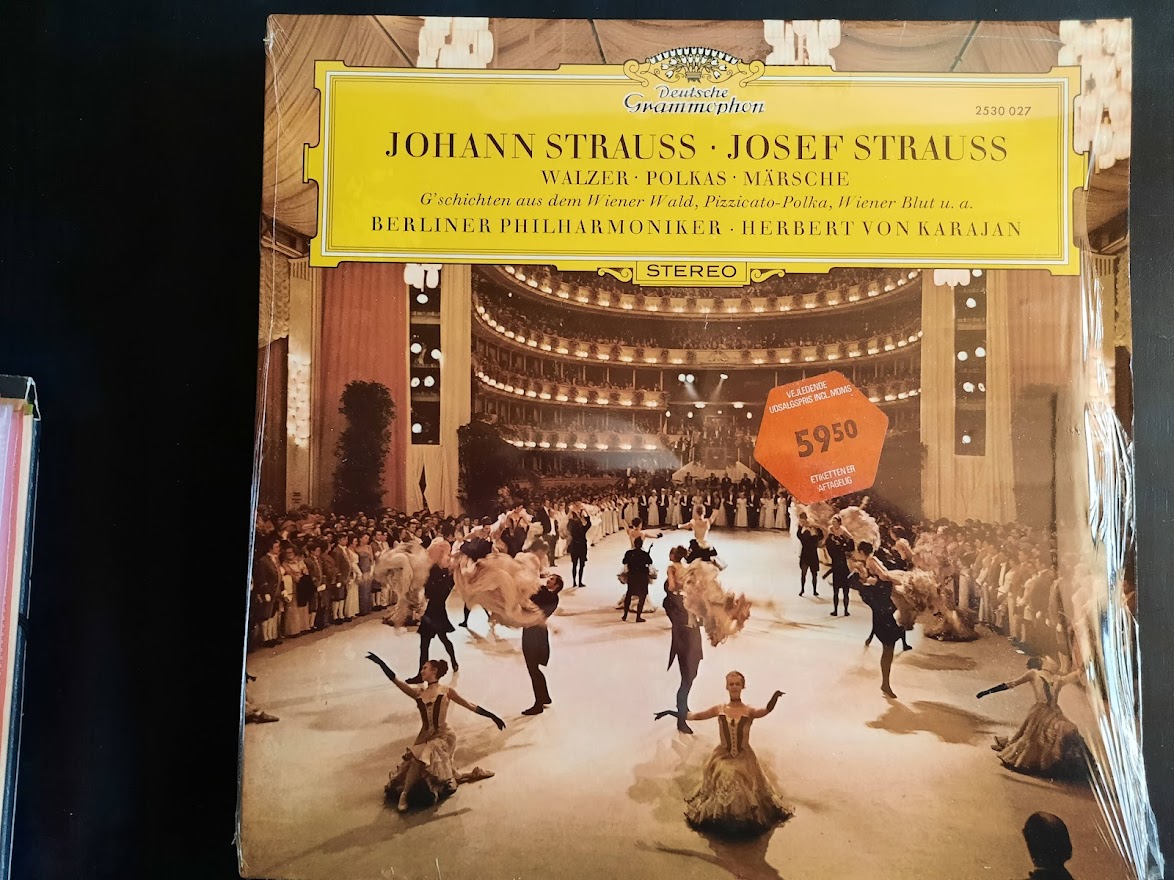 Deutsche
Grammophon
2530 027
JOHANN STRAUSS · JOSEF STRAUSS
WALZER · POLKAS · MÄRSCHE
G'schichten aus dem Wiener Wald, Pizzicato-Polka, Wiener Blut u. a.
BERLINER PHILHARMONIKER · HERBERT VON KARAJAN
STEREO
VEJLEDENDE
UDSALGSPRIS INCL. MOMS
59 50
ETIKETTEN ER
AFTAGELIG